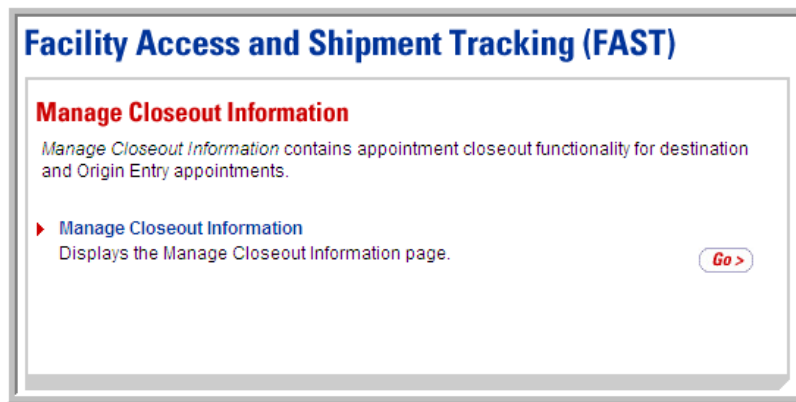 Facility Access and Shipment Tracking (FAST)
Manage Closeout Information
Manage Closeout Information contains appointment closeout functionality for destination
and Origin Entry appointments.
Manage Closeout Information
Displays the Manage Closeout Information page.
Go >